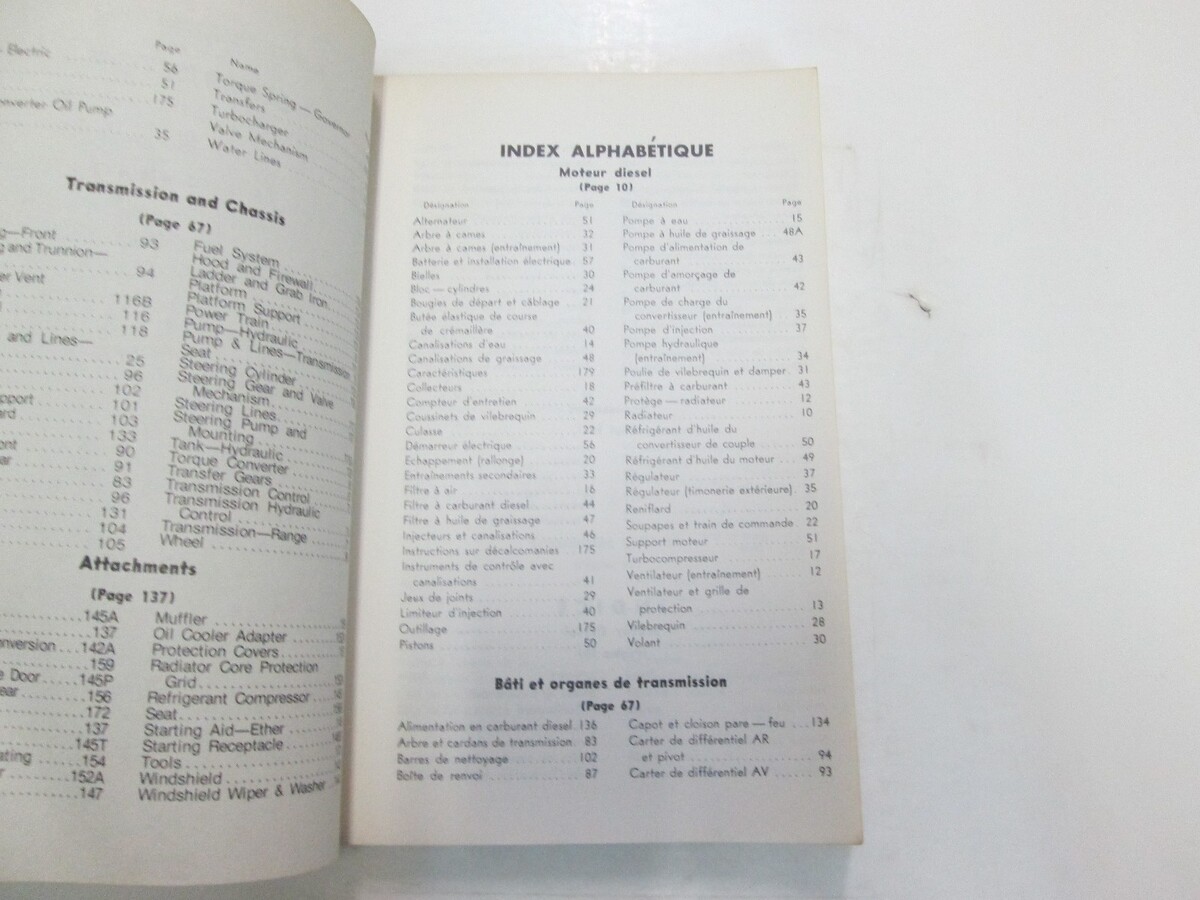 Page
Electric
56
51
175
Converter Oil Pump
35
Name
Torque Spring — Governor
Transfers
Turbocharger
Valve Mechanism
Water Lines
Transmission and Chassis
(Page 67)
—Front 93
and Trunnion—
94
er Vent
116B
116
118
and Lines—
25
96
102
pport 101
ard 103
133
ont 90
ar 91
83
96
131
104
105
Fuel System
Hood and Firewall
Ladder and Grab Iron
Platform
Platform Support
Power Train
Pump—Hydraulic
Pump & Lines—Transmission
Seat
Steering Cylinder
Steering Gear and Valve
Mechanism
Steering Lines
Steering Pump and
Mounting
Tank—Hydraulic
Torque Converter
Transfer Gears
Transmission Control
Transmission Hydraulic
Control
Transmission—Range
Wheel
Attachments
(Page 137)
145A
137
nversion 142A
159
e Door 145P
ear 156
172
137
145T
ating 154
152A
147
Muffler
Oil Cooler Adapter
Protection Covers
Radiator Core Protection
Grid
Refrigerant Compressor
Seat
Starting Aid—Ether
Starting Receptacle
Tools
Windshield
Windshield Wiper & Washer
INDEX ALPHABÉTIQUE
Moteur diesel
(Page 10)
Désignation Page
Alternateur 51
Arbre à cames 32
Arbre à cames (entraînement) 31
Batterie et installation électrique 57
Bielles 30
Bloc — cylindres 24
Bougies de départ et câblage 21
Butée élastique de course
de crémaillère 40
Canalisations d'eau 14
Canalisations de graissage 48
Caractéristiques 179
Collecteurs 18
Compteur d'entretien 42
Coussinets de vilebrequin 29
Culasse 22
Démarreur électrique 56
Echappement (rallonge) 20
Entraînements secondaires 33
Filtre à air 16
Filtre à carburant diesel 44
Filtre à huile de graissage 47
Injecteurs et canalisations 46
Instructions sur décalcomanies 175
Instruments de contrôle avec
canalisations 41
Jeux de joints 29
Limiteur d'injection 40
Outillage 175
Pistons 50
Désignation Page
Pompe à eau 15
Pompe à huile de graissage 48A
Pompe d'alimentation de
carburant 43
Pompe d'amorçage de
carburant 42
Pompe de charge du
convertisseur (entraînement) 35
Pompe d'injection 37
Pompe hydraulique
(entraînement) 34
Poulie de vilebrequin et damper 31
Préfiltre à carburant 43
Protège — radiateur 12
Radiateur 10
Réfrigérant d'huile du
convertisseur de couple 50
Réfrigérant d'huile du moteur 49
Régulateur 37
Régulateur (timonerie extérieure) 35
Reniflard 20
Soupapes et train de commande 22
Support moteur 51
Turbocompresseur 17
Ventilateur (entraînement) 12
Ventilateur et grille de
protection 13
Vilebrequin 28
Volant 30
Bâti et organes de transmission
(Page 67)
Alimentation en carburant diesel 136
Arbre et cardans de transmission 83
Barres de nettoyage 102
Boîte de renvoi 87
Capot et cloison pare — feu 134
Carter de différentiel AR
et pivot 94
Carter de différentiel AV 93